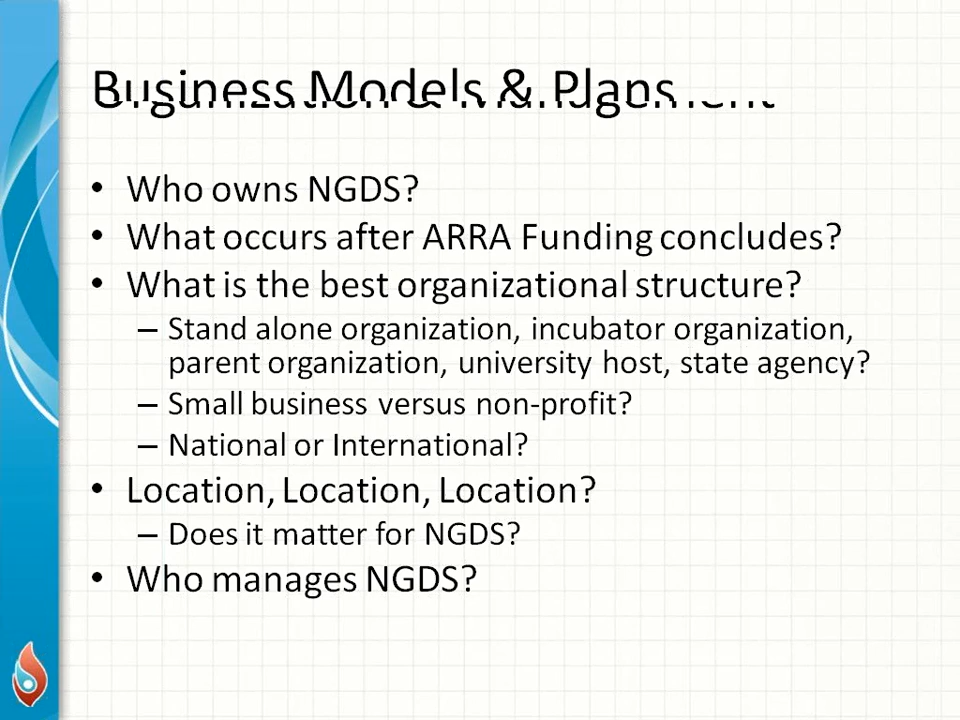 Business Models & Plans
• Who owns NGDS?
• What occurs after ARRA Funding concludes?
• What is the best organizational structure?
– Stand alone organization, incubator organization,
parent organization, university host, state agency?
– Small business versus non-profit?
– National or International?
• Location, Location, Location?
– Does it matter for NGDS?
• Who manages NGDS?